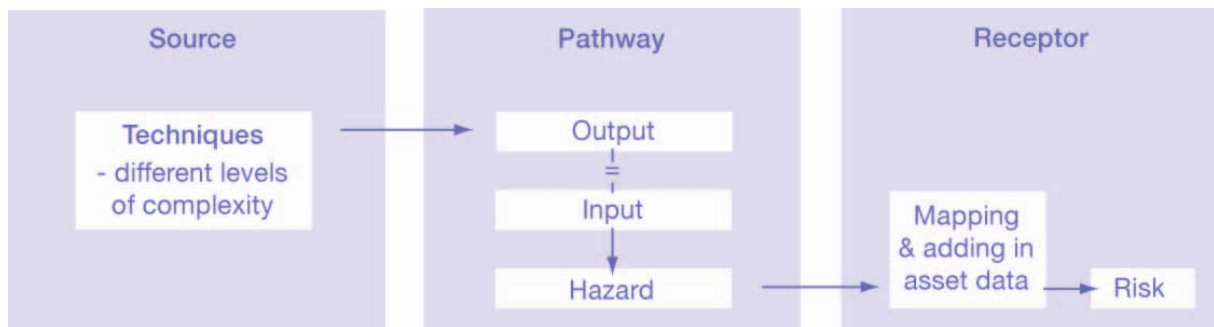 Source
Techniques
- different levels
of complexity
Pathway
Output
=
Input
Hazard
Receptor
Mapping
& adding in
asset data
Risk